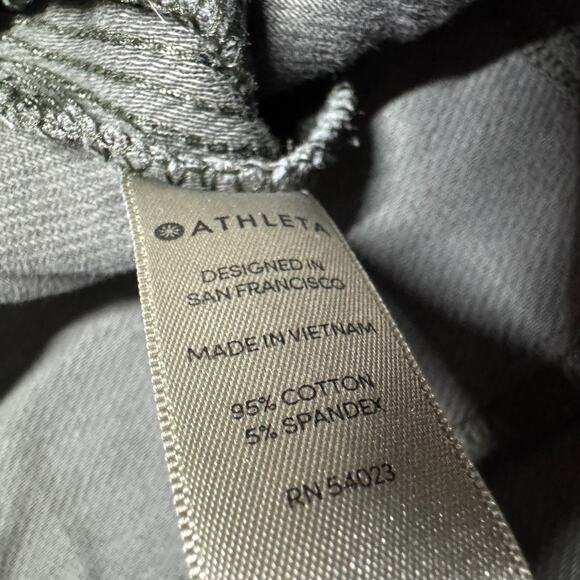 ATHLETA
DESIGNED IN
SAN FRANCISCO
MADE IN VIETNAM
95% COTTON
5% SPANDEX
RN 54023